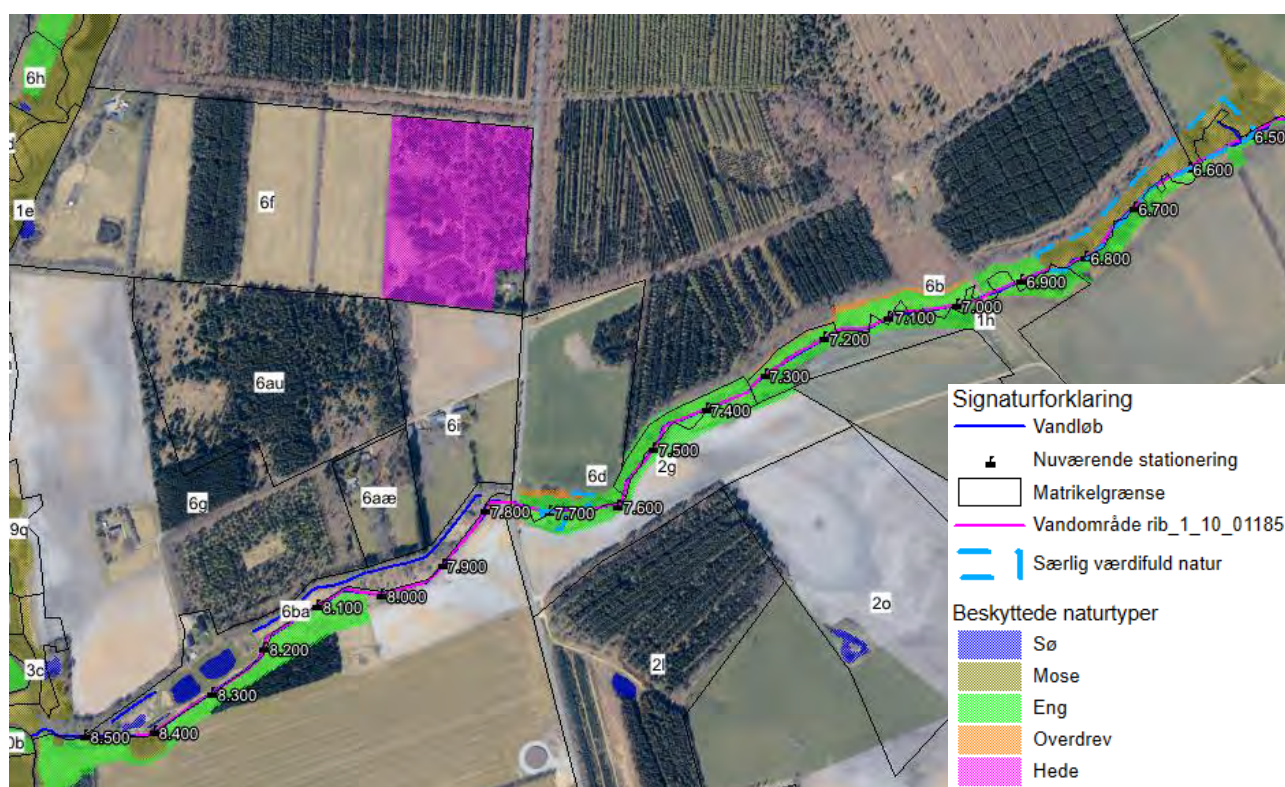 6h
d
1e
6f
6au
6g
6i
6aæ
9q
6ba
3c
0b
6d
2g
6b
1h
2l
2o
6.50
6.600
6.700
6.800
6.900
7.000
7.100
7.200
7.300
7.400
7.500
7.600
7.700
7.800
7.900
8.000
8.100
8.200
8.300
8.400
8.500
Signaturforklaring
Vandløb
Nuværende stationering
Matrikelgrænse
Vandområde rib_1_10_01185
Særlig værdifuld natur
Beskyttede naturtyper
Sø
Mose
Eng
Overdrev
Hede